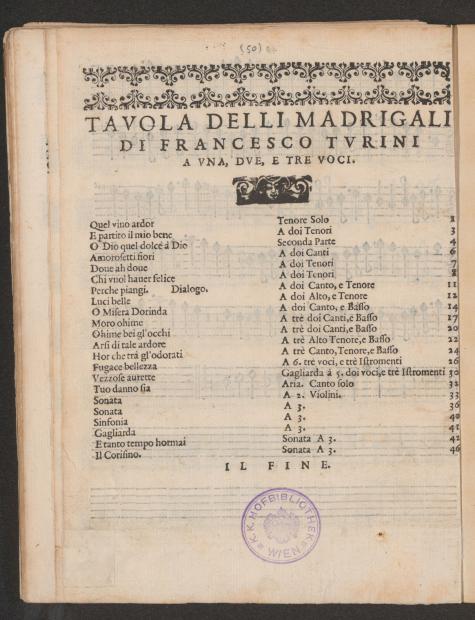 (50)
TAVOLA DELLI MADRIGALI
DI FRANCESCO TVRINI
A VNA, DVE, E TRE VOCI.
Quel viuo ardor Tenore Solo 2
E partito il mio bene A doi Tenori 3
O Dio quel dolce à Dio Seconda Parte 4
Amorosetti fiori A doi Canti 6
Doue ah doue A doi Tenori 7
Chi vuol hauer felice A doi Tenori 8
Perche piangi. Dialogo. A doi Canto, e Tenore 11
Luci belle A doi Alto, e Tenore 12
O Misera Dorinda A doi Canto, e Basso 14
Moro ohime A trè doi Canti, e Basso 17
Ohime bei gl'occhi A trè doi Canti, e Basso 20
Arsi di tale ardore A trè Alto Tenore, e Basso 22
Hor che trà gl'odorati A trè Canto, Tenore, e Basso 24
Fugace bellezza A 6. tre voci, e trè Istromenti 26
Vezzose aurette Gagliarda à 5. doi voci, e trè Istromenti 30
Tuo danno sia Aria. Canto solo 32
Sonata A 2. Violini. 33
Sonata A 3. 36
Sinfonia A 3. 40
Gagliarda A 3. 41
E tanto tempo hormai Sonata A 3. 42
Il Corisino. Sonata A 3. 46
IL FINE.
K. K. HOFBIBLIOTHEK WIEN